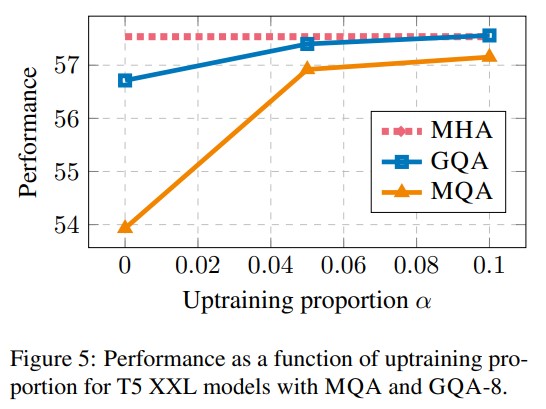 Performance
57
56
55
54
MHA
GQA
MQA
0
0.02
0.04
0.06
0.08
0.1
Uptraining proportion α
Figure 5: Performance as a function of uptraining pro-
portion for T5 XXL models with MQA and GQA-8.